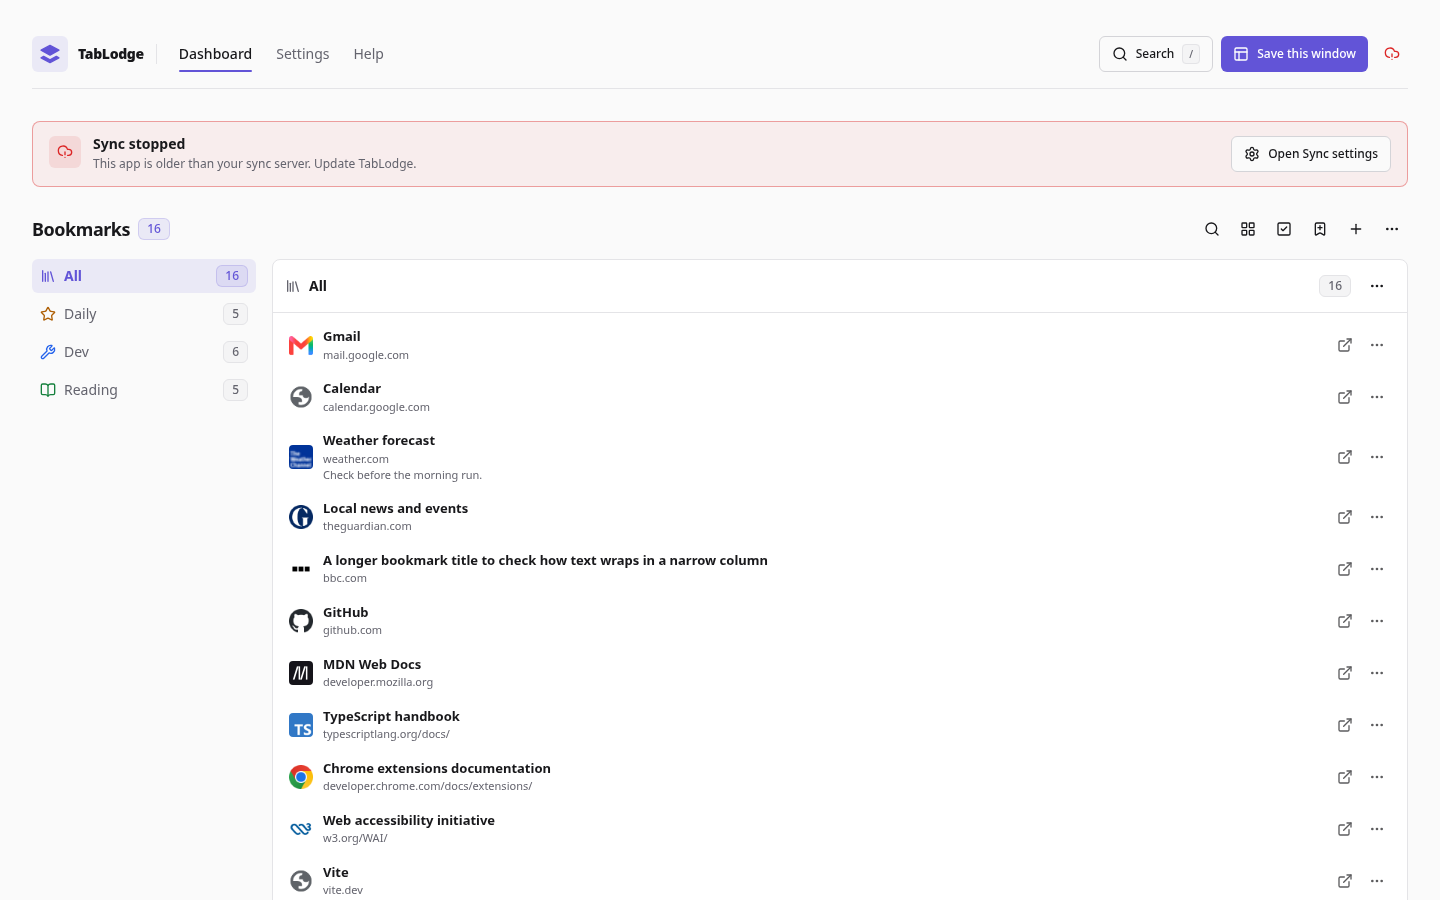 TabLodge
Dashboard
Settings
Help
Search /
Save this window
Sync stopped
This app is older than your sync server. Update TabLodge.
Open Sync settings
Bookmarks 16
All 16
Daily 5
Dev 6
Reading 5
All 16
Gmail
mail.google.com
Calendar
calendar.google.com
The
Weather
Channel
Weather forecast
weather.com
Check before the morning run.
Local news and events
theguardian.com
A longer bookmark title to check how text wraps in a narrow column
bbc.com
GitHub
github.com
MDN Web Docs
developer.mozilla.org
TS
TypeScript handbook
typescriptlang.org/docs/
Chrome extensions documentation
developer.chrome.com/docs/extensions/
Web accessibility initiative
w3.org/WAI/
Vite
vite.dev